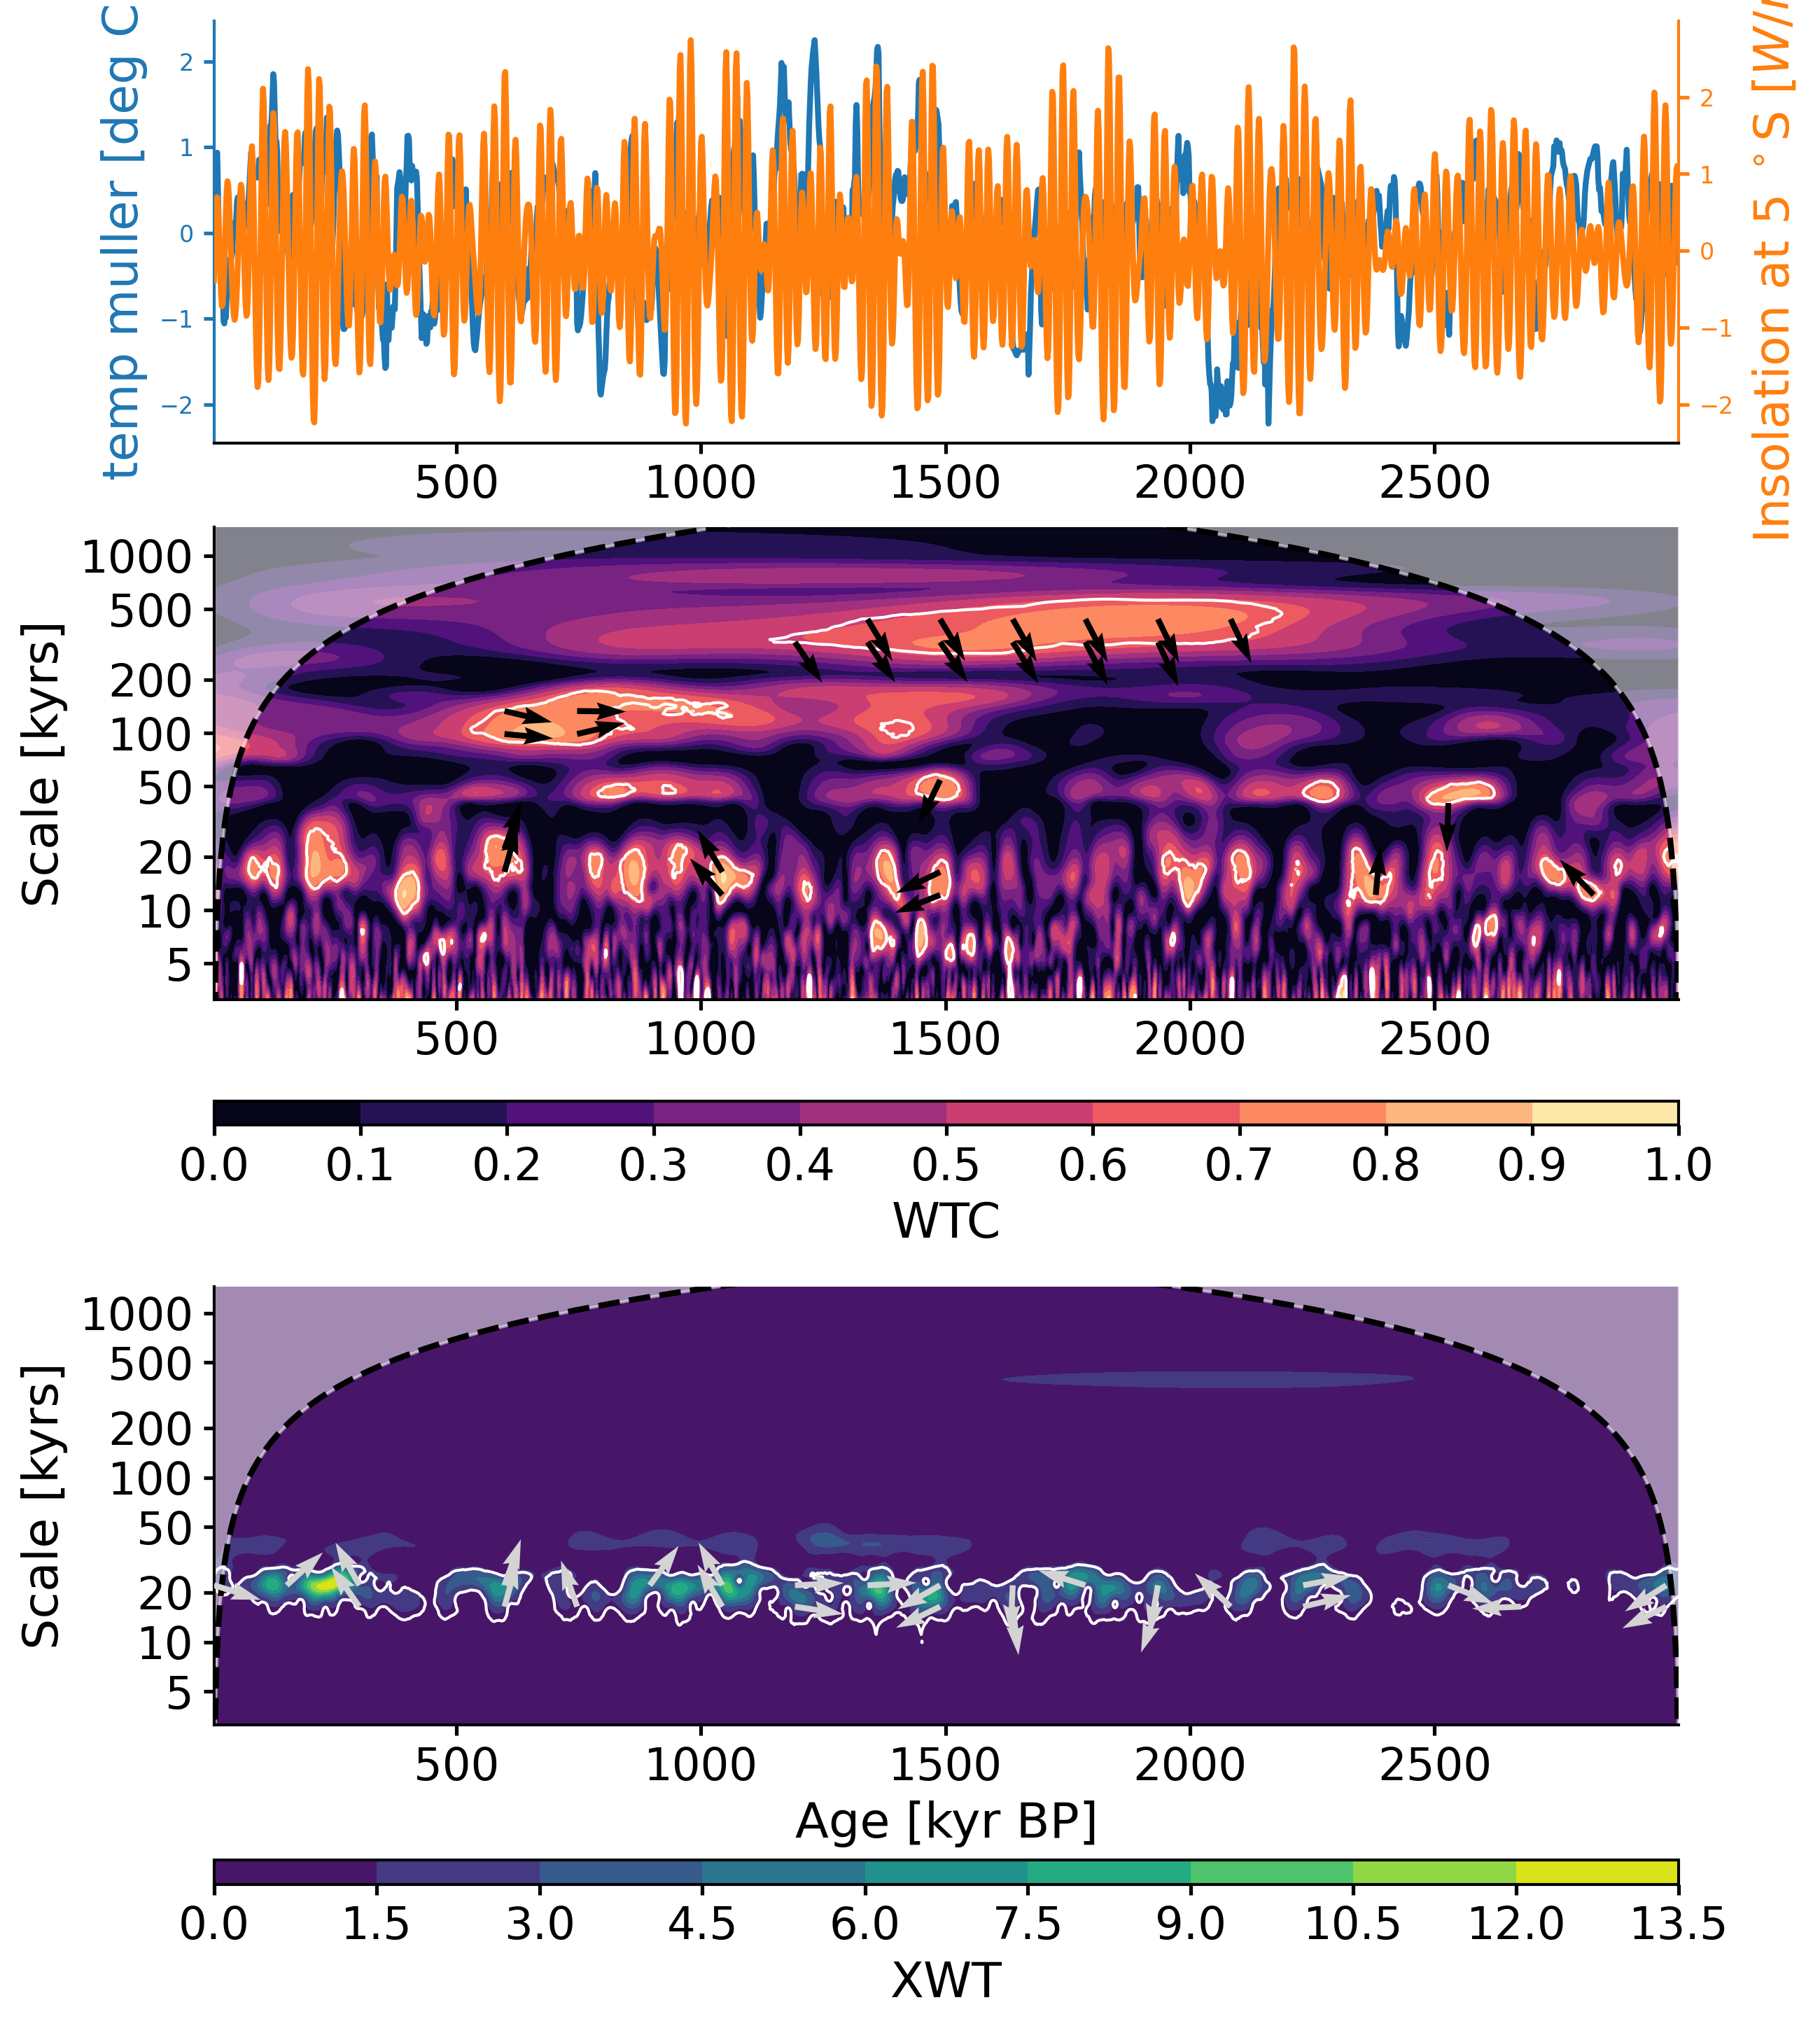 temp muller [deg C
2
1
0
−1
−2
2
1
0
−1
−2
Insolation at 5 ° S [W/
500 1000 1500 2000 2500
Scale [kyrs]
1000
500
200
100
50
20
10
5
500 1000 1500 2000 2500
0.0 0.1 0.2 0.3 0.4 0.5 0.6 0.7 0.8 0.9 1.0
WTC
Scale [kyrs]
1000
500
200
100
50
20
10
5
500 1000 1500 2000 2500
Age [kyr BP]
0.0 1.5 3.0 4.5 6.0 7.5 9.0 10.5 12.0 13.5
XWT